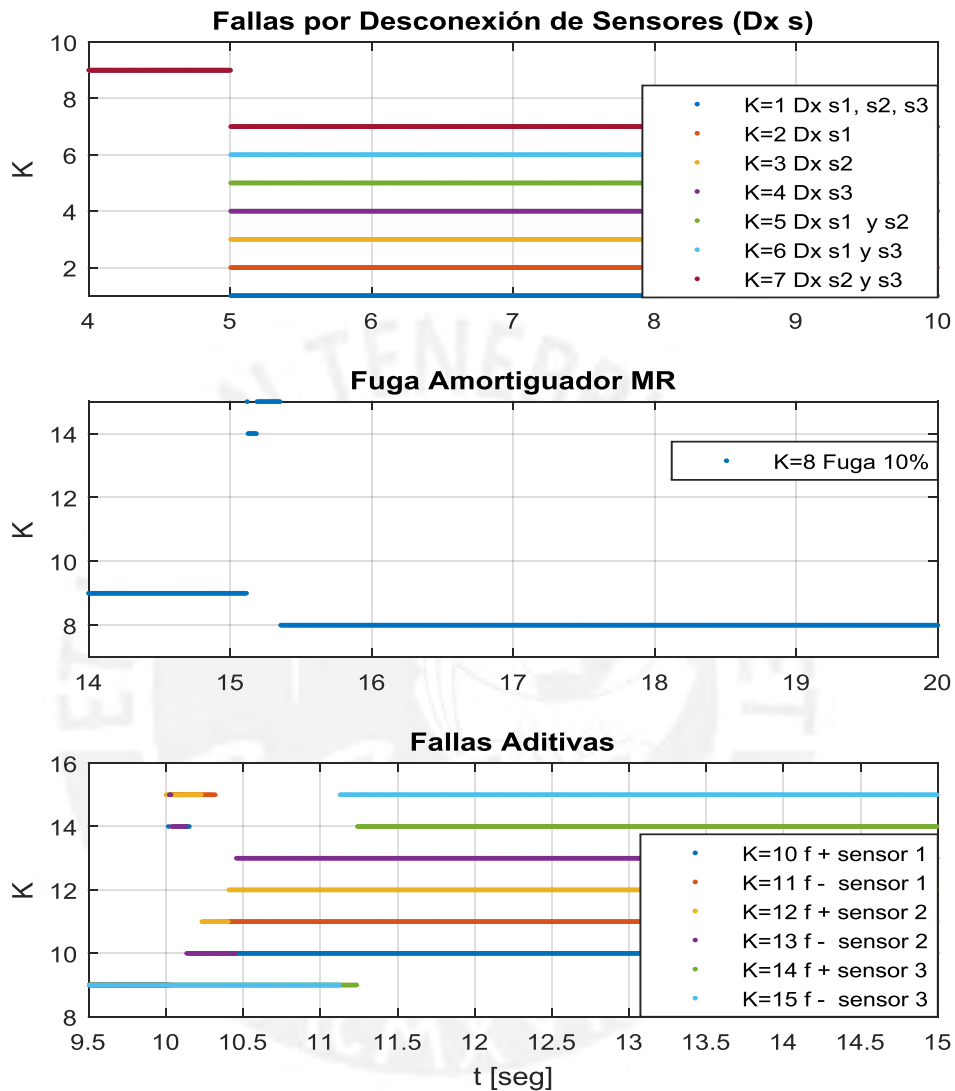 Fallas por Desconexión de Sensores (Dx s)
10
8
6
4
2
K
K=1 Dx s1, s2, s3
K=2 Dx s1
K=3 Dx s2
K=4 Dx s3
K=5 Dx s1 y s2
K=6 Dx s1 y s3
K=7 Dx s2 y s3
4 5 6 7 8 9 10
Fuga Amortiguador MR
14
12
10
8
K
K=8 Fuga 10%
14 15 16 17 18 19 20
Fallas Aditivas
16
14
12
10
8
K
K=10 f + sensor 1
K=11 f - sensor 1
K=12 f + sensor 2
K=13 f - sensor 2
K=14 f + sensor 3
K=15 f - sensor 3
9.5 10 10.5 11 11.5 12 12.5 13 13.5 14 14.5 15
t [seg]